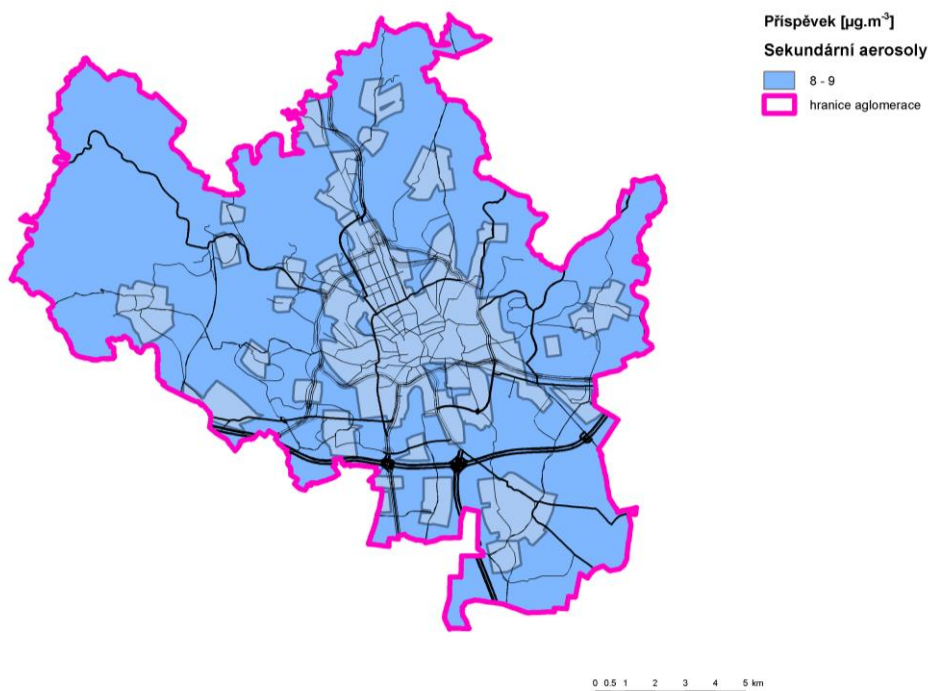 Příspěvek [µg.m-3]
Sekundární aerosoly
8 - 9
hranice aglomerace
0 0.5 1 2 3 4 5 km